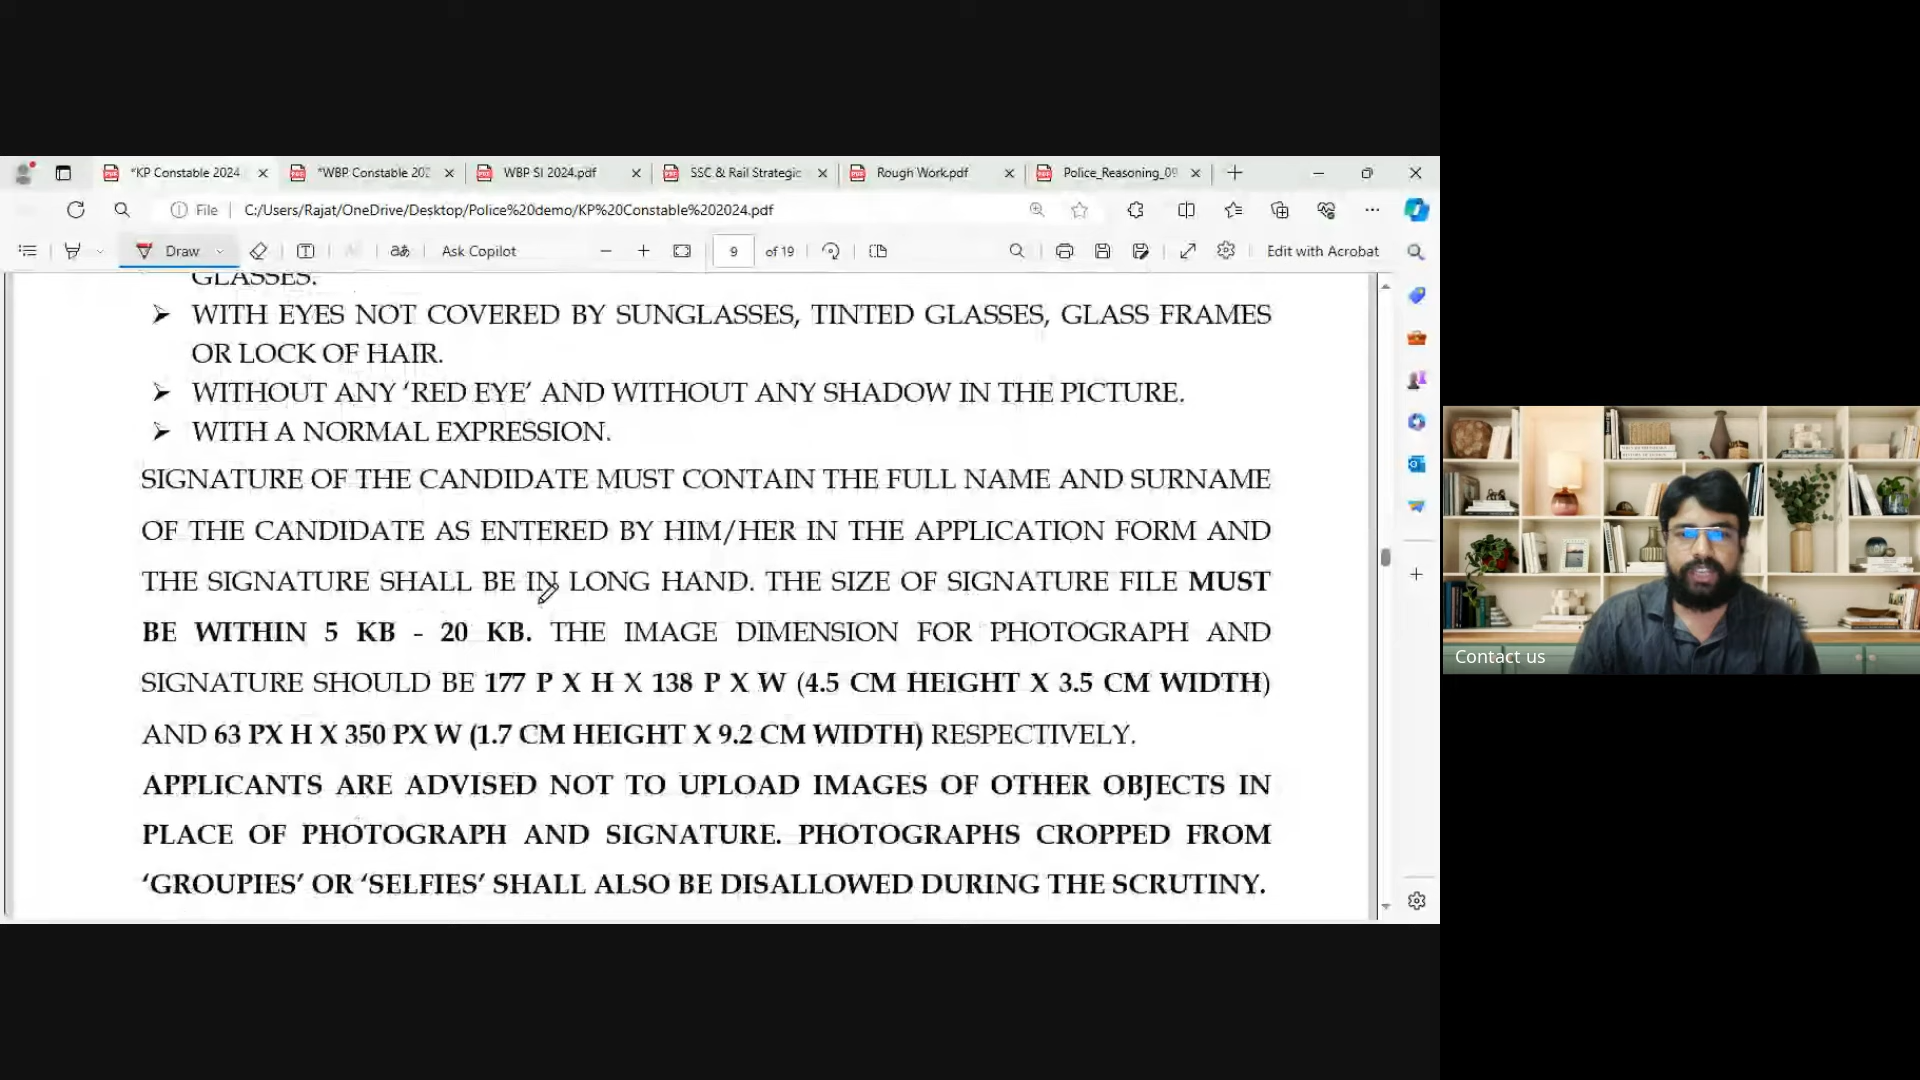 *KP Constable 2024
*WBP Constable 202
WBP SI 2024.pdf
SSC & Rail Strategic
Rough Work.pdf
Police_Reasoning_09
File
C:/Users/Rajat/OneDrive/Desktop/Police%20demo/KP%20Constable%202024.pdf
Draw
Ask Copilot
9
of 19
Edit with Acrobat
GLASSES.
➤ WITH EYES NOT COVERED BY SUNGLASSES, TINTED GLASSES, GLASS FRAMES
OR LOCK OF HAIR.
➤ WITHOUT ANY ‘RED EYE’ AND WITHOUT ANY SHADOW IN THE PICTURE.
➤ WITH A NORMAL EXPRESSION.
SIGNATURE OF THE CANDIDATE MUST CONTAIN THE FULL NAME AND SURNAME
OF THE CANDIDATE AS ENTERED BY HIM/HER IN THE APPLICATION FORM AND
THE SIGNATURE SHALL BE IN LONG HAND. THE SIZE OF SIGNATURE FILE MUST
BE WITHIN 5 KB - 20 KB. THE IMAGE DIMENSION FOR PHOTOGRAPH AND
SIGNATURE SHOULD BE 177 P X H X 138 P X W (4.5 CM HEIGHT X 3.5 CM WIDTH)
AND 63 PX H X 350 PX W (1.7 CM HEIGHT X 9.2 CM WIDTH) RESPECTIVELY.
APPLICANTS ARE ADVISED NOT TO UPLOAD IMAGES OF OTHER OBJECTS IN
PLACE OF PHOTOGRAPH AND SIGNATURE. PHOTOGRAPHS CROPPED FROM
‘GROUPIES’ OR ‘SELFIES’ SHALL ALSO BE DISALLOWED DURING THE SCRUTINY.
Contact us